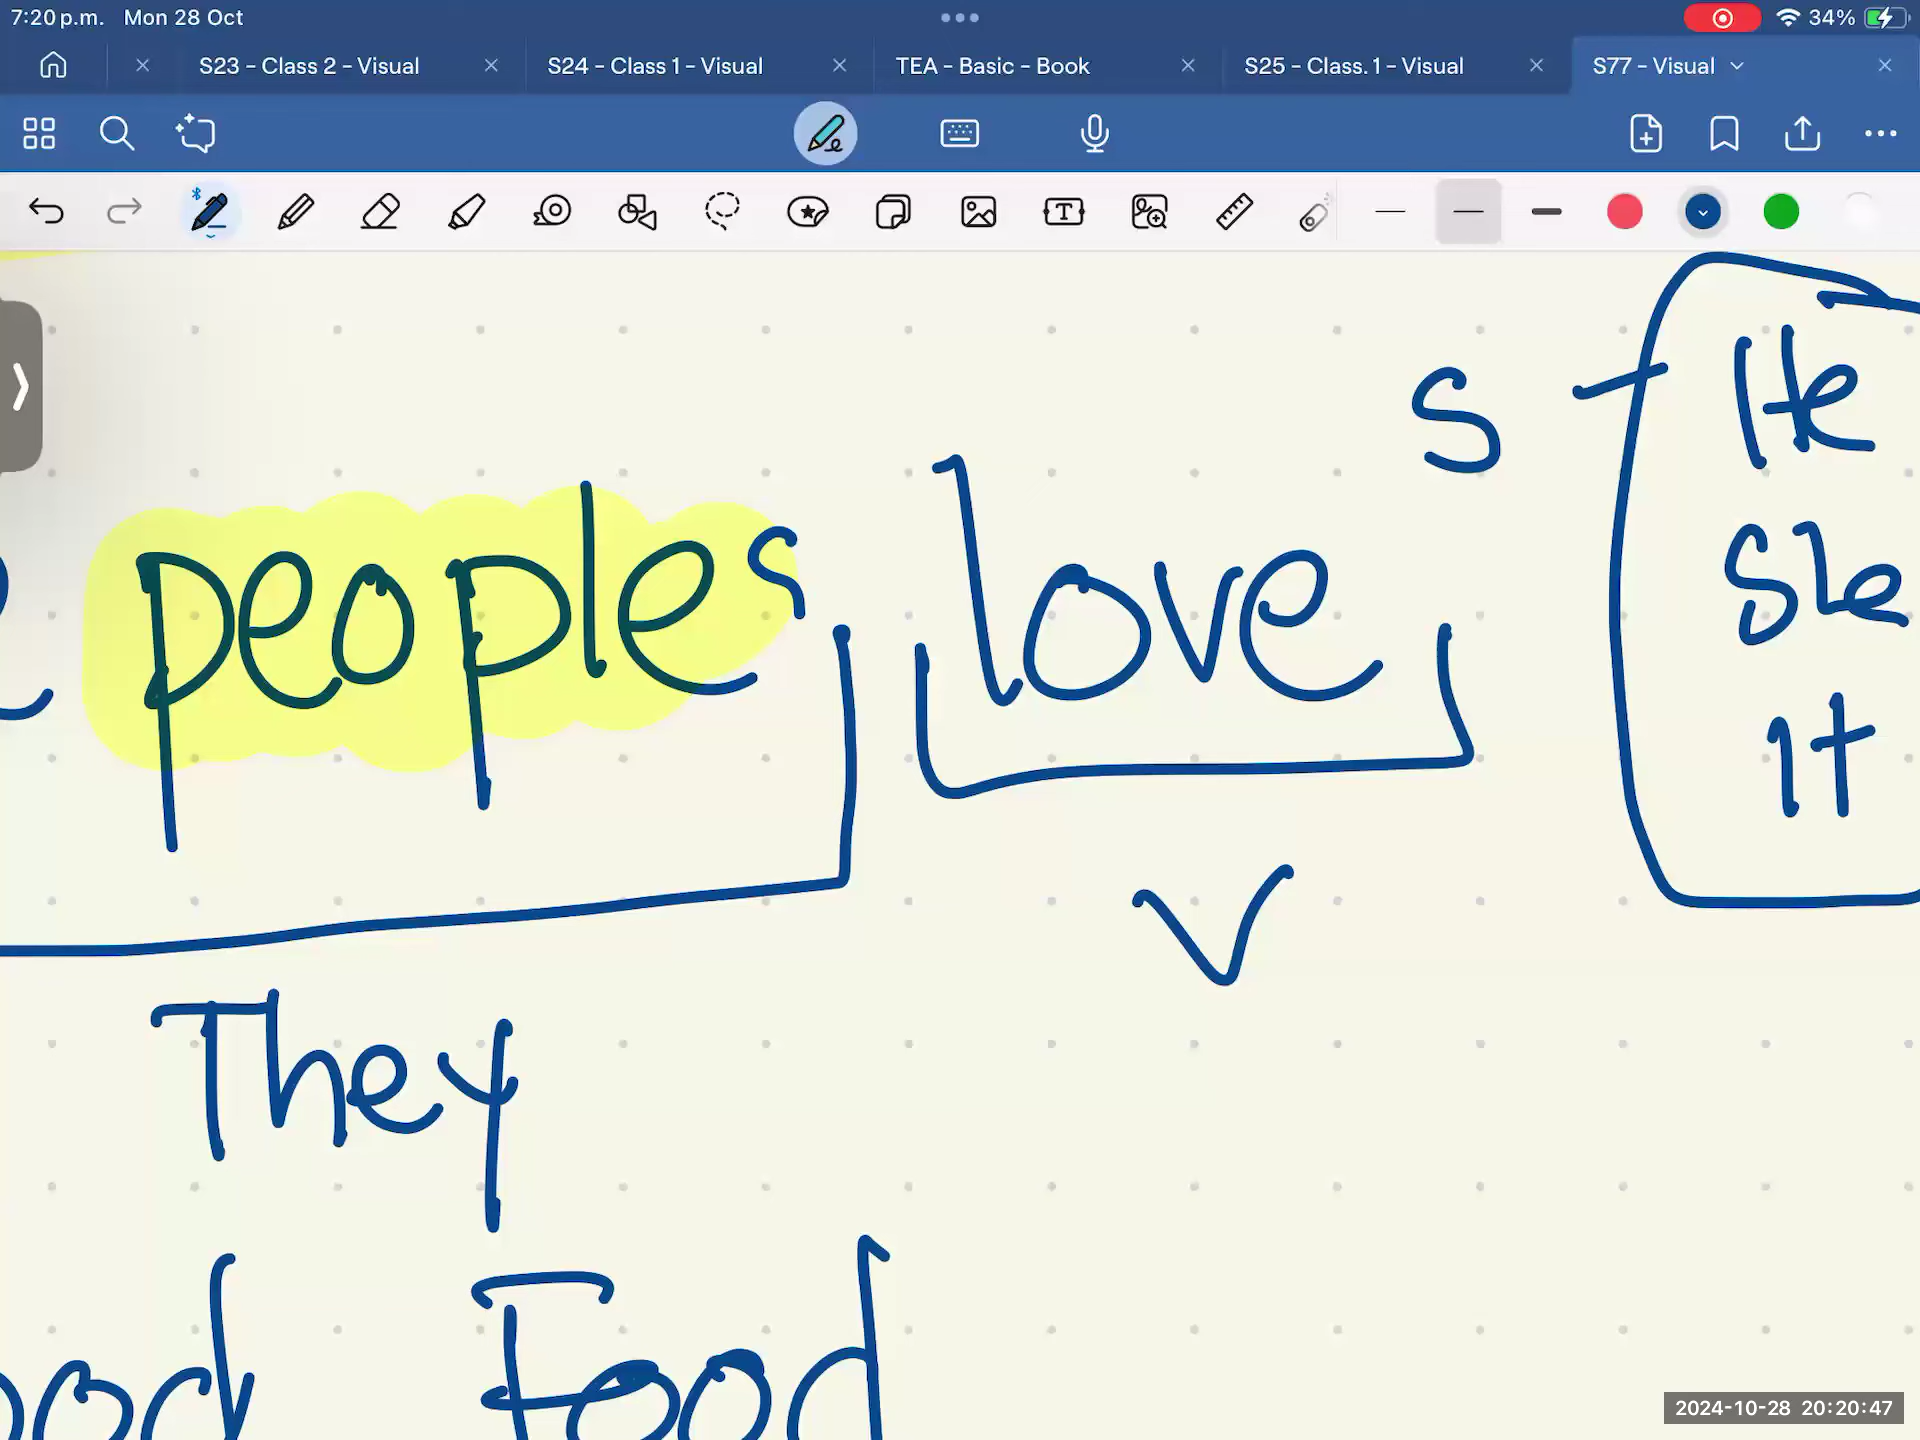 7:20 p.m. Mon 28 Oct 34%
S23 - Class 2 - Visual S24 - Class 1 - Visual TEA - Basic - Book S25 - Class. 1 - Visual S77 - Visual
s - He
peoples love
She
It
V
They
ood Food
2024-10-28 20:20:47